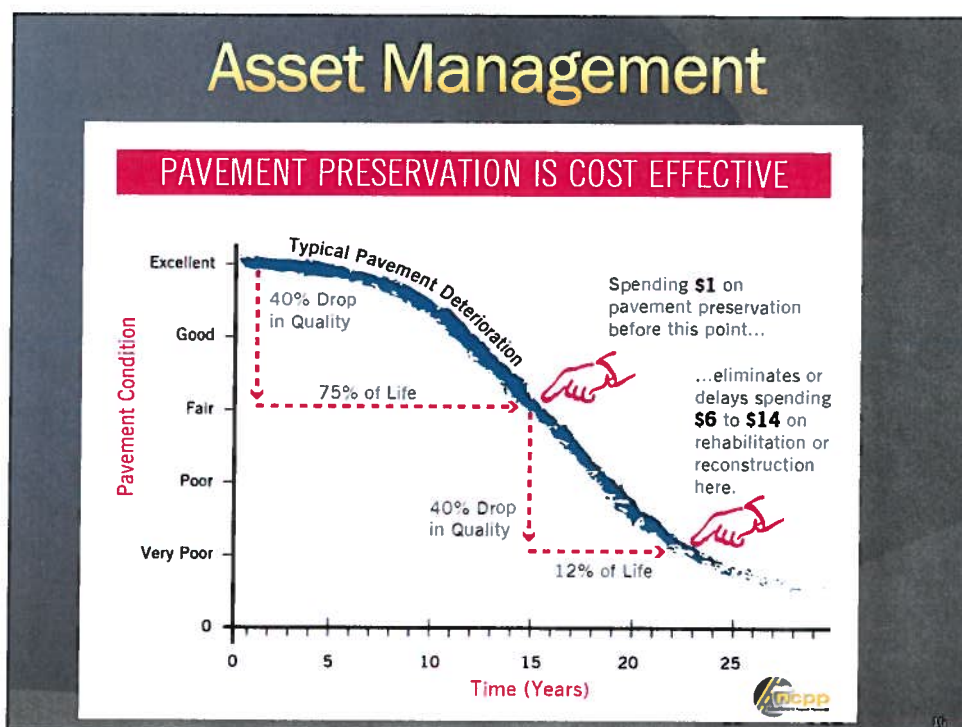 Asset Management
PAVEMENT PRESERVATION IS COST EFFECTIVE
Typical Pavement Deterioration
Pavement Condition
Excellent
Good
Fair
Poor
Very Poor
0
40% Drop
in Quality
75% of Life
Spending $1 on
pavement preservation
before this point...
...eliminates or
delays spending
$6 to $14 on
rehabilitation or
reconstruction
here.
40% Drop
in Quality
12% of Life
0 5 10 15 20 25
Time (Years)
ncpp